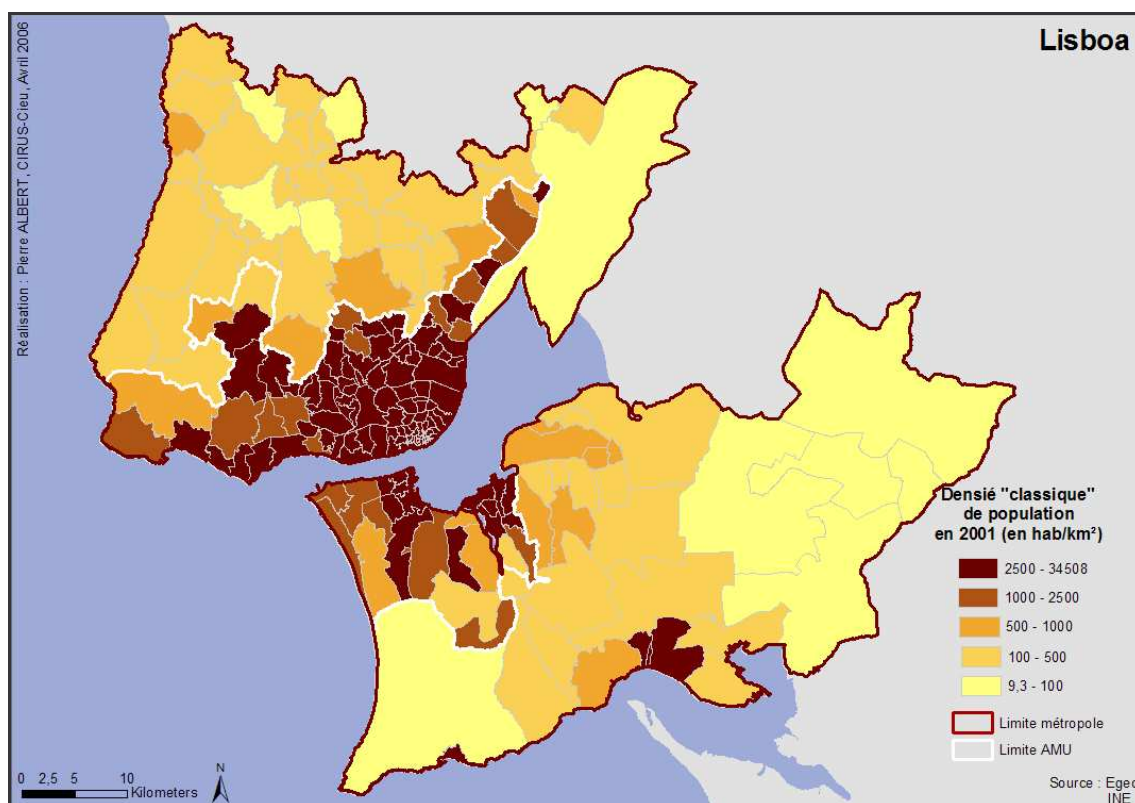 Lisboa
Réalisation : Pierre ALBERT, CIRUS-Cieu, Avril 2006
Densié "classique"
de population
en 2001 (en hab/km²)
2500 - 34508
1000 - 2500
500 - 1000
100 - 500
9,3 - 100
Limite métropole
Limite AMU
0 2,5 5 10
Kilometers
N
Source : Egeo
INE